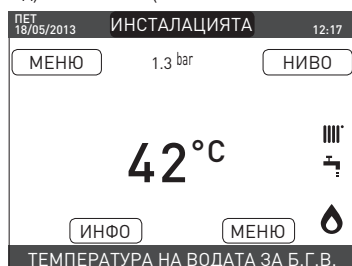 ПЕТ
18/05/2013 ИНСТАЛАЦИЯТА 12:17
МЕНЮ 1.3 bar НИВО
42°C
ИНФО МЕНЮ
ТЕМПЕРАТУРА НА ВОДАТА ЗА Б.Г.В.